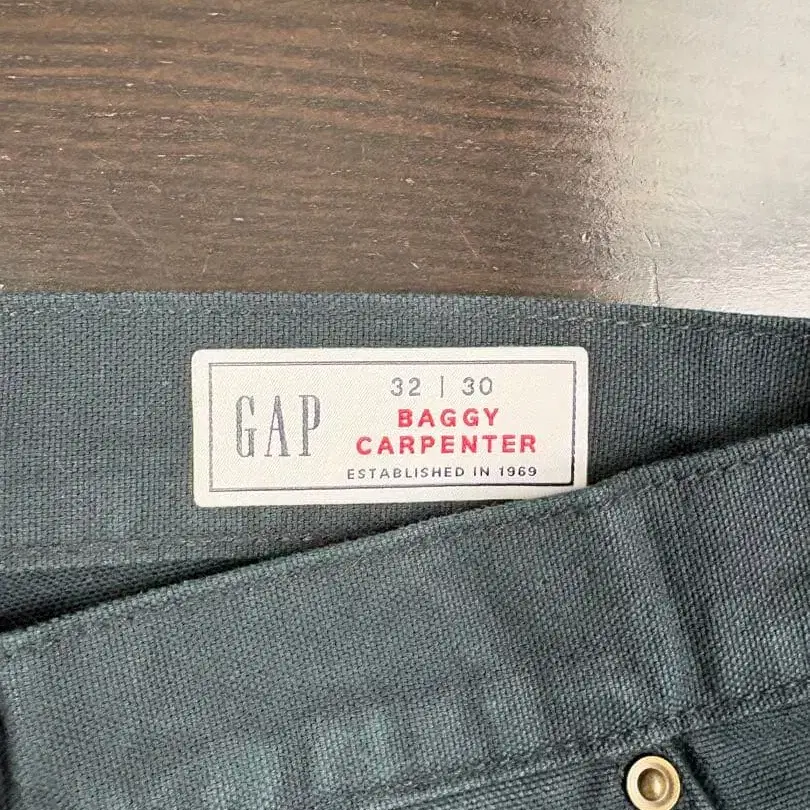 GAP
32 | 30
BAGGY
CARPENTER
ESTABLISHED IN 1969